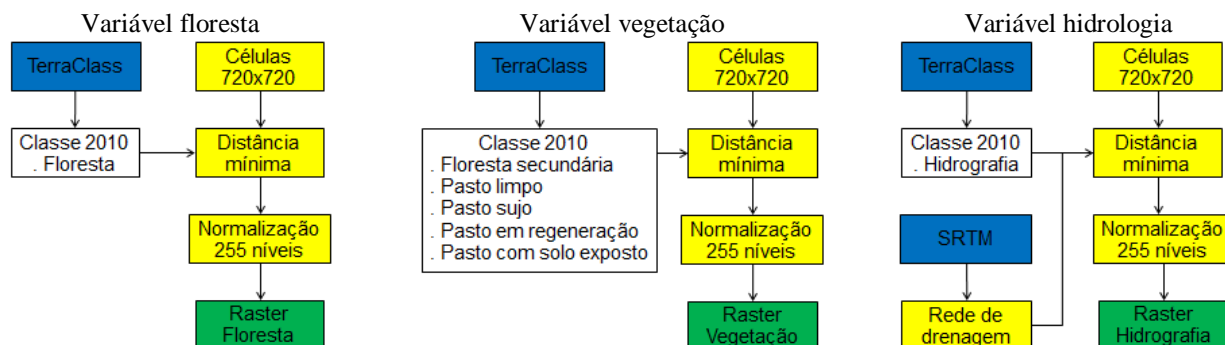 Variável floresta
TerraClass
Células
720x720
Classe 2010
. Floresta
Distância
mínima
Normalização
255 níveis
Raster
Floresta
Variável vegetação
TerraClass
Células
720x720
Classe 2010
. Floresta secundária
. Pasto limpo
. Pasto sujo
. Pasto em regeneração
. Pasto com solo exposto
Distância
mínima
Normalização
255 níveis
Raster
Vegetação
Variável hidrologia
TerraClass
Células
720x720
Classe 2010
. Hidrografia
Distância
mínima
SRTM
Normalização
255 níveis
Rede de
drenagem
Raster
Hidrografia